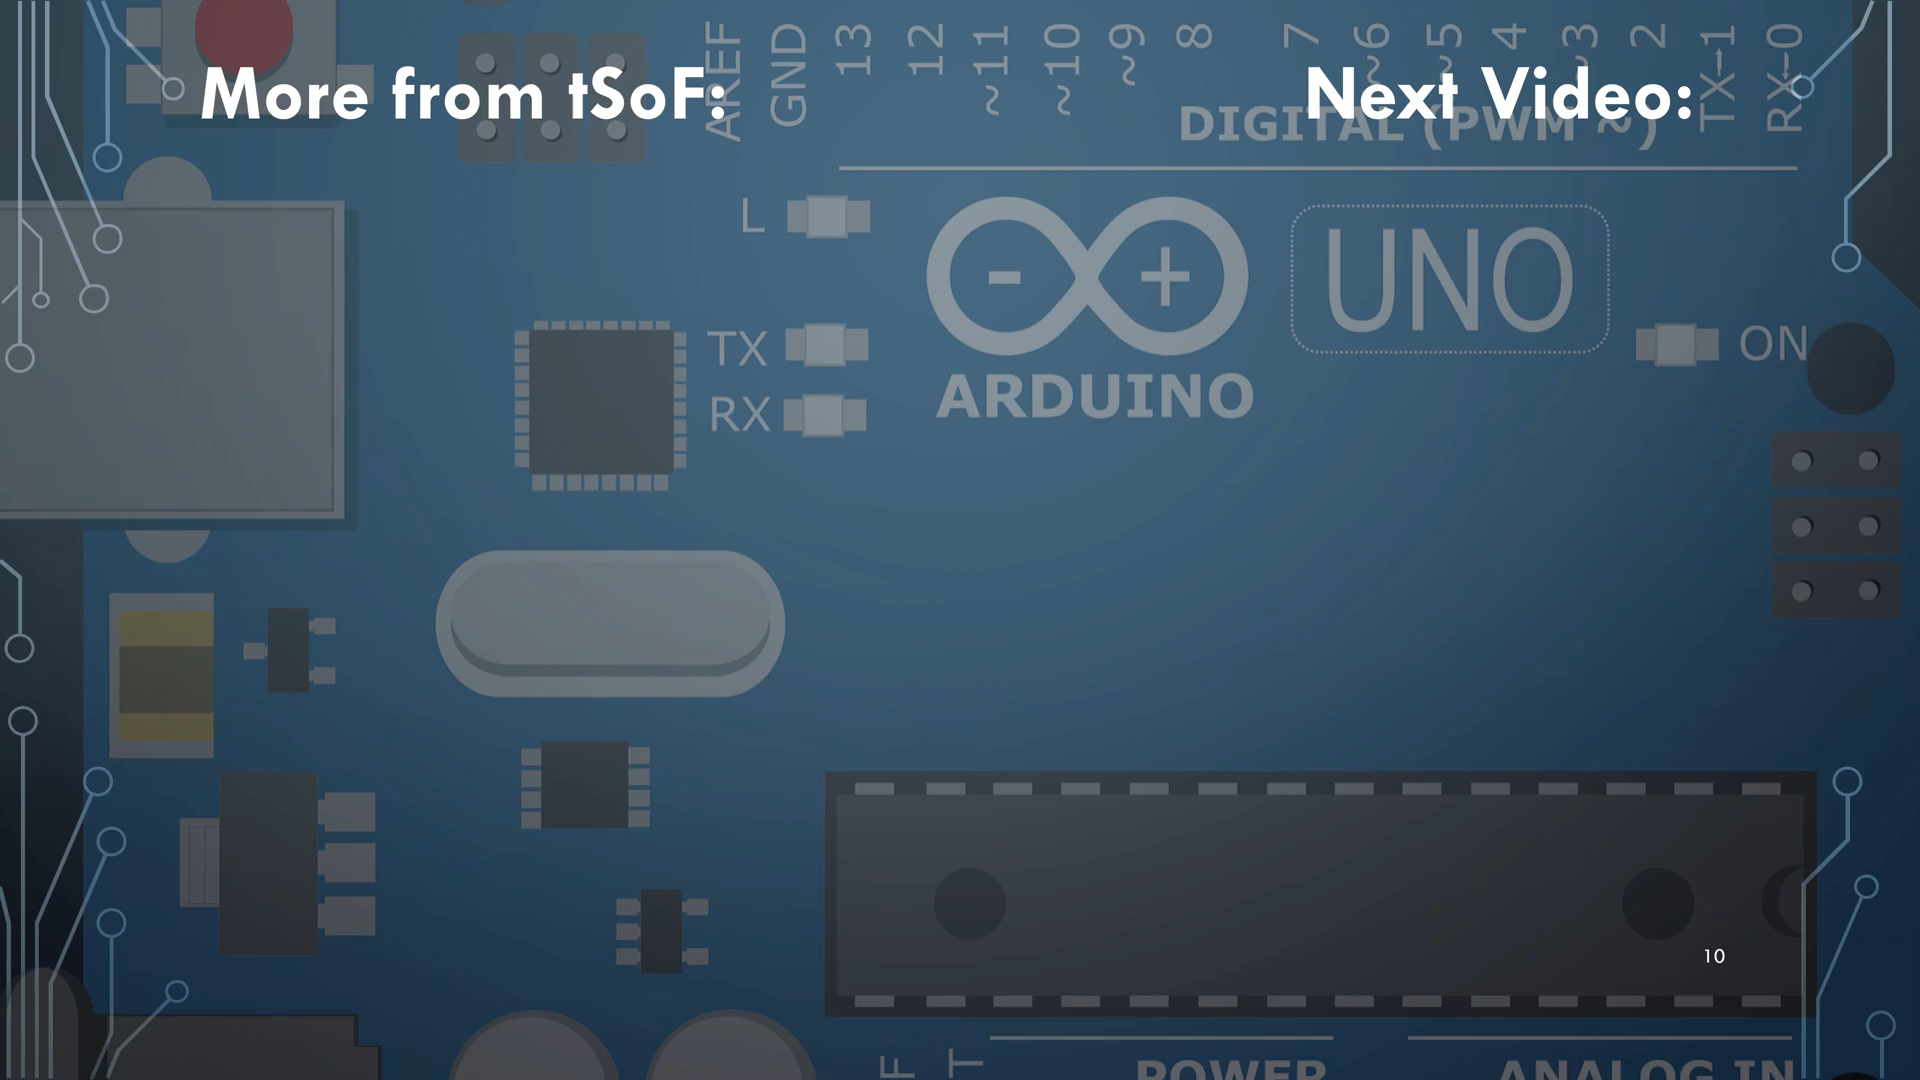 More from tSoF:
Next Video:
AREF
GND
13
12
~11
~10
~9
8
7
~6
~5
4
~3
2
TX→1
RX←0
DIGITAL (PWM ~)
L
TX
RX
ARDUINO
- +
UNO
ON
10
F
T
POWER
ANALOG IN